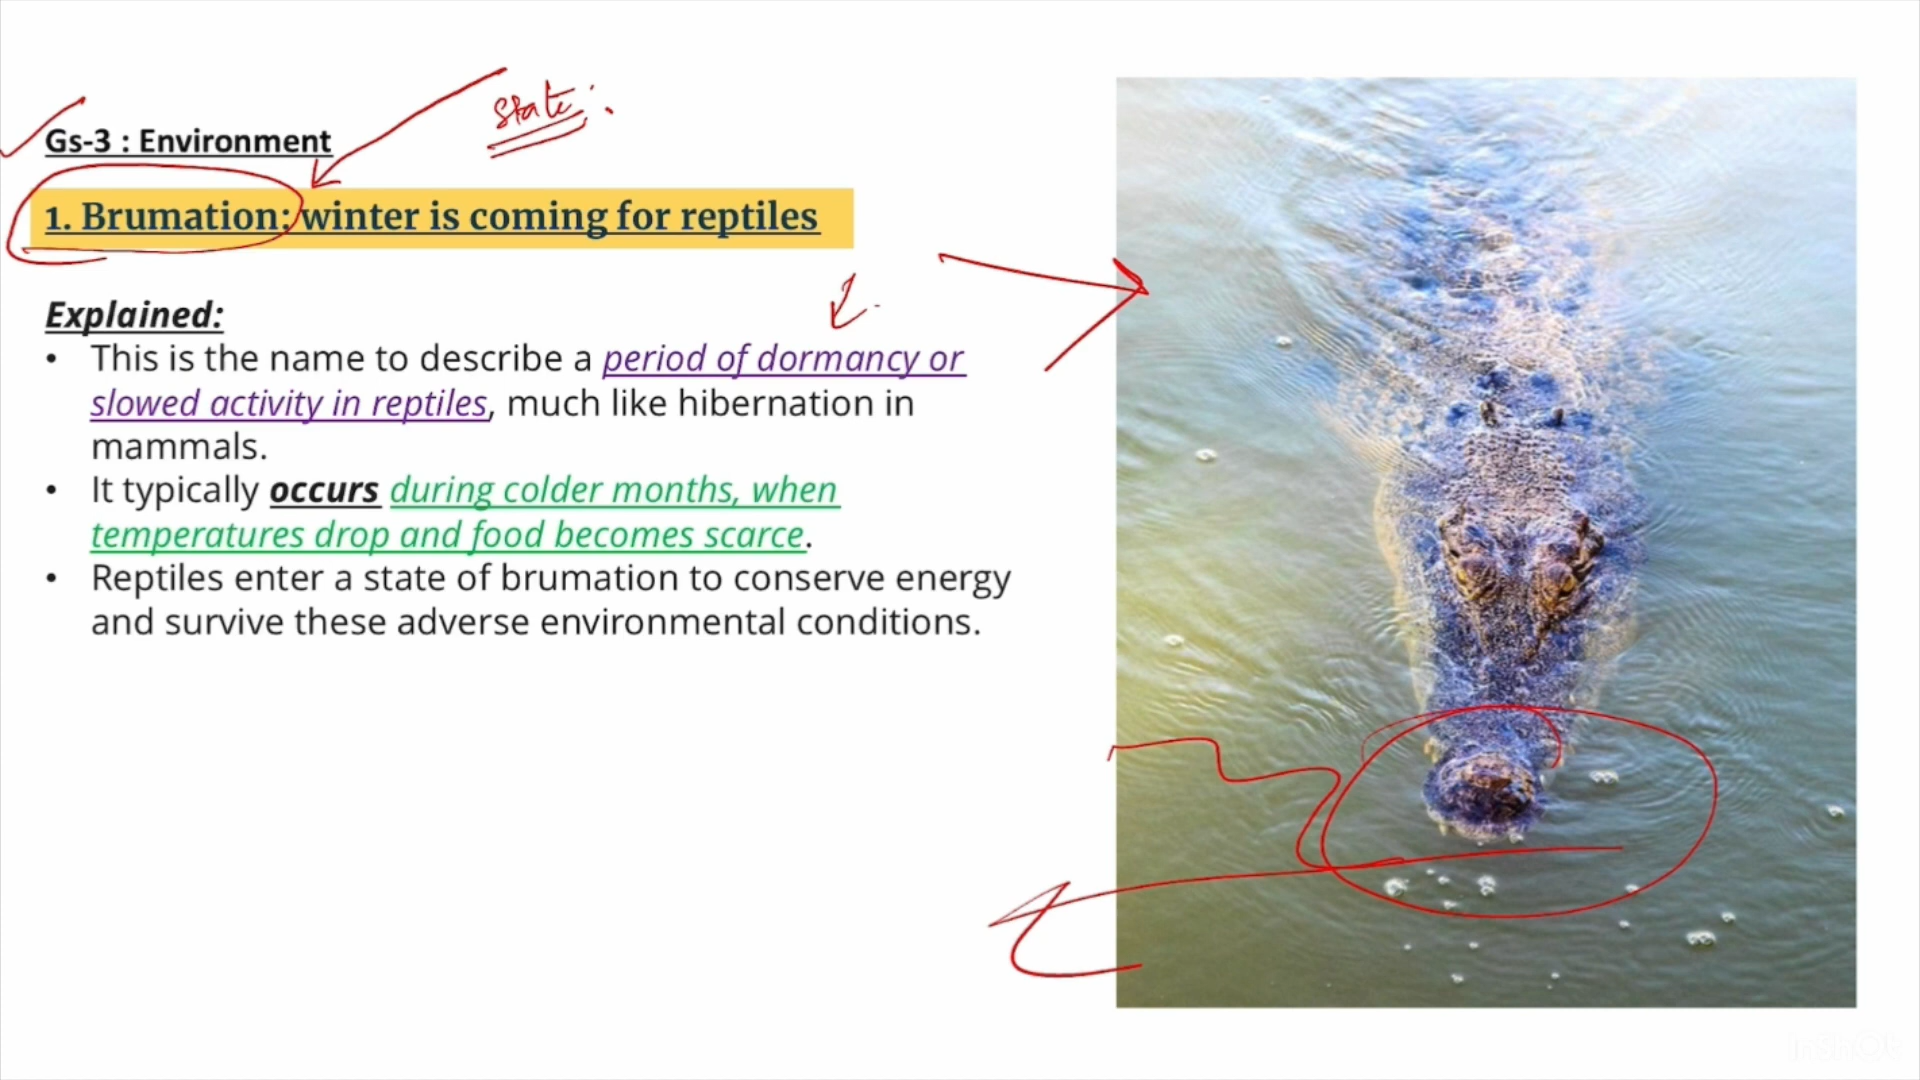 state:
Gs-3 : Environment
1. Brumation: winter is coming for reptiles
Explained:
• This is the name to describe a period of dormancy or
slowed activity in reptiles, much like hibernation in
mammals.
• It typically occurs during colder months, when
temperatures drop and food becomes scarce.
• Reptiles enter a state of brumation to conserve energy
and survive these adverse environmental conditions.
InShOt